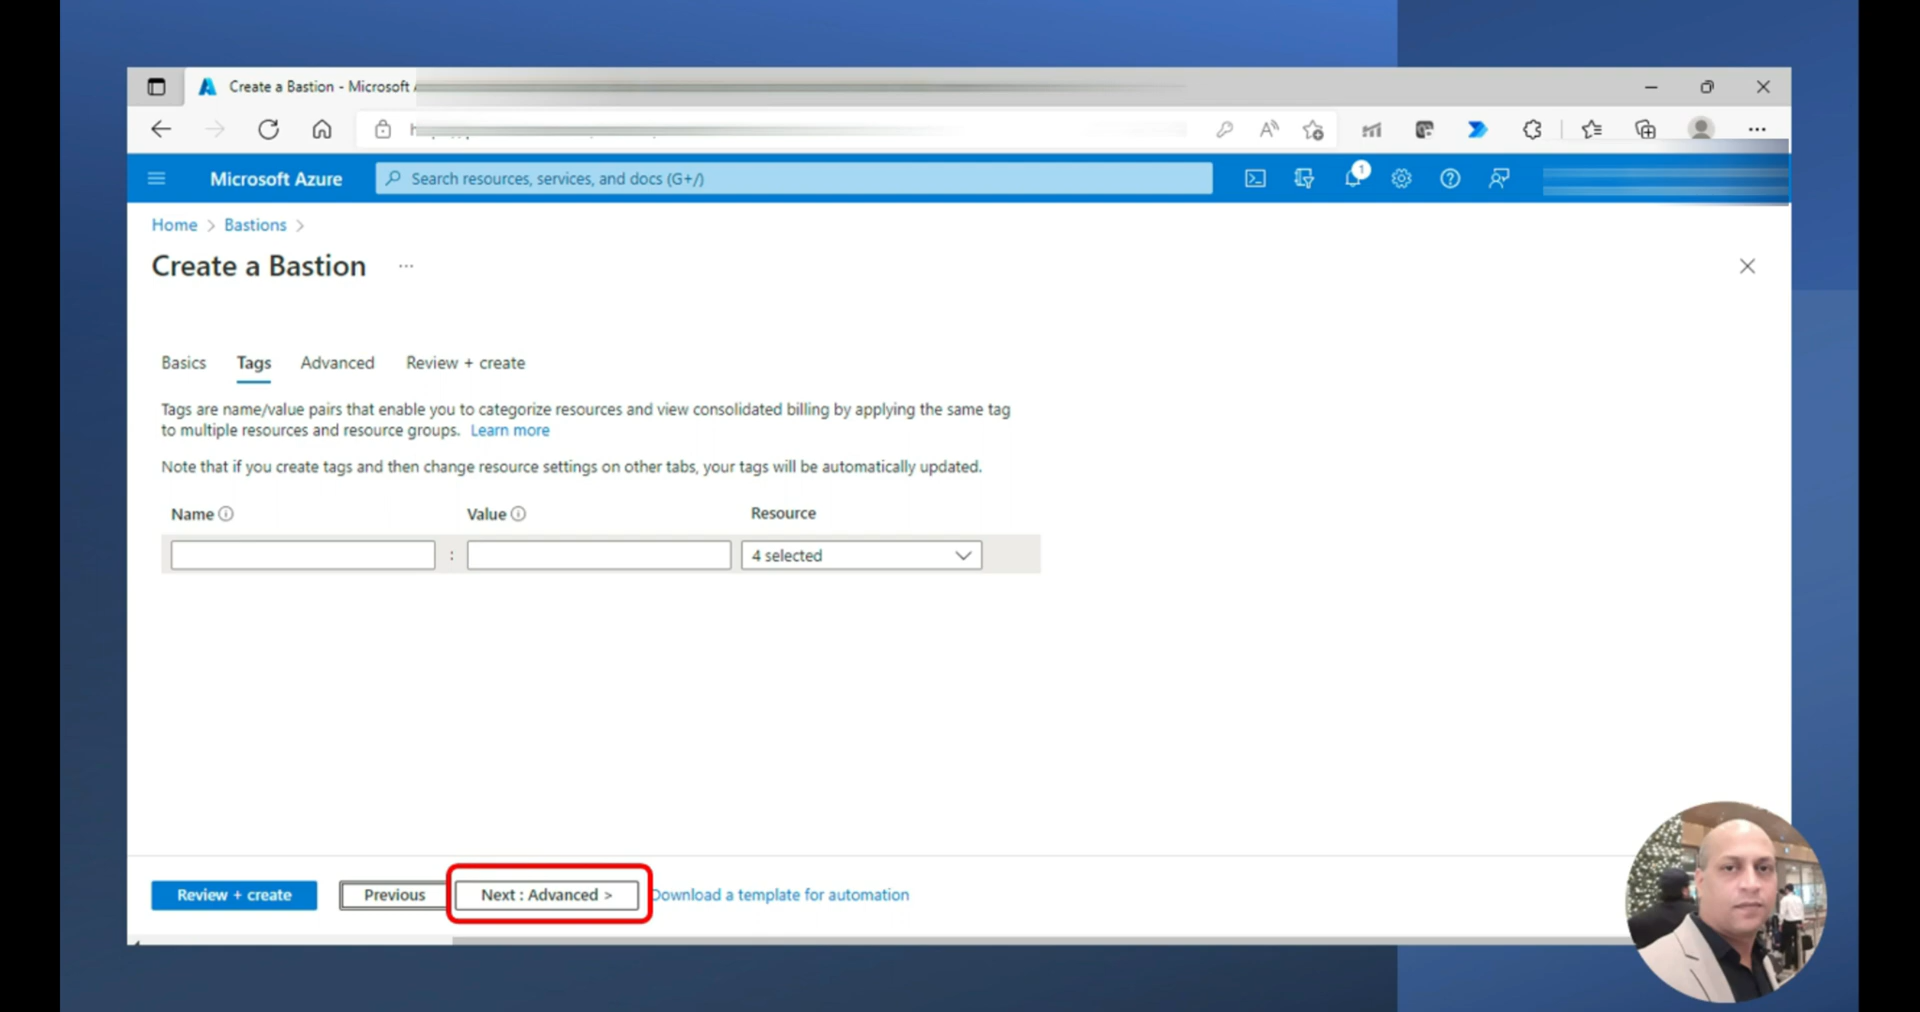 Create a Bastion - Microsoft
Microsoft Azure
Search resources, services, and docs (G+/)
1
Home > Bastions >
Create a Bastion ...
Basics Tags Advanced Review + create
Tags are name/value pairs that enable you to categorize resources and view consolidated billing by applying the same tag
to multiple resources and resource groups. Learn more
Note that if you create tags and then change resource settings on other tabs, your tags will be automatically updated.
Name Value Resource
: 4 selected
Review + create Previous Next : Advanced > Download a template for automation